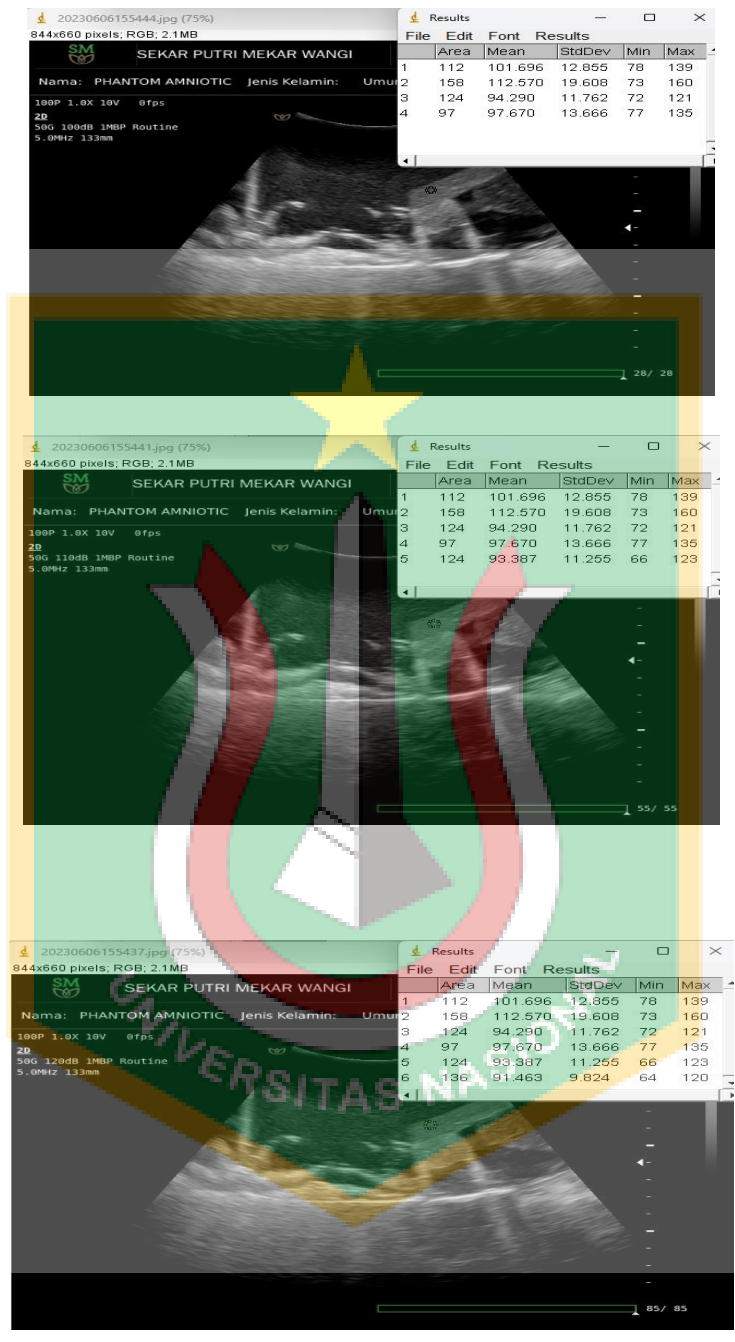 20230606155444.jpg (75%)
844x660 pixels; RGB; 2.1MB
SM
SEKAR PUTRI MEKAR WANGI
Nama: PHANTOM AMNIOTIC Jenis Kelamin: Umu
100P 1.0X 10V 0fps
2D
50G 100dB 1MBP Routine
5.0MHz 133mm
28/ 28
Results
File Edit Font Results
Area Mean StdDev Min Max
1 112 101.696 12.855 78 139
2 158 112.570 19.608 73 160
3 124 94.290 11.762 72 121
4 97 97.670 13.666 77 135
20230606155441.jpg (75%)
844x660 pixels; RGB; 2.1MB
SM
SEKAR PUTRI MEKAR WANGI
Nama: PHANTOM AMNIOTIC Jenis Kelamin: Umu
100P 1.0X 10V 0fps
2D
50G 110dB 1MBP Routine
5.0MHz 133mm
55/ 55
Results
File Edit Font Results
Area Mean StdDev Min Max
1 112 101.696 12.855 78 139
2 158 112.570 19.608 73 160
3 124 94.290 11.762 72 121
4 97 97.670 13.666 77 135
5 124 93.387 11.255 66 123
20230606155437.jpg (75%)
844x660 pixels; RGB; 2.1MB
SM
SEKAR PUTRI MEKAR WANGI
Nama: PHANTOM AMNIOTIC Jenis Kelamin: Umu
100P 1.0X 10V 0fps
2D
50G 120dB 1MBP Routine
5.0MHz 133mm
85/ 85
Results
File Edit Font Results
Area Mean StdDev Min Max
1 112 101.696 12.855 78 139
2 158 112.570 19.608 73 160
3 124 94.290 11.762 72 121
4 97 97.670 13.666 77 135
5 124 93.387 11.255 66 123
6 136 91.463 9.824 64 120
UNIVERSITAS NASIONAL